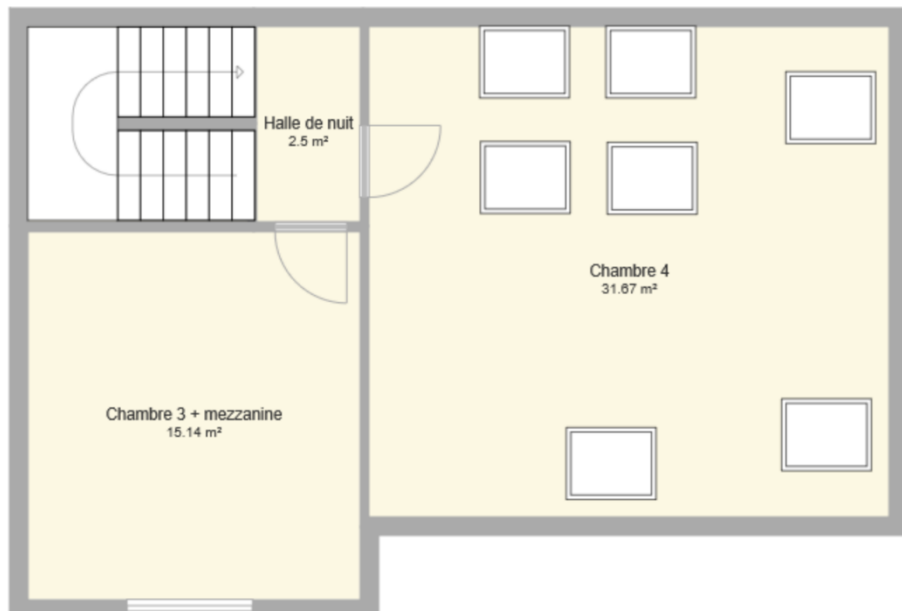 Halle de nuit
2.5 m²
Chambre 4
31.67 m²
Chambre 3 + mezzanine
15.14 m²